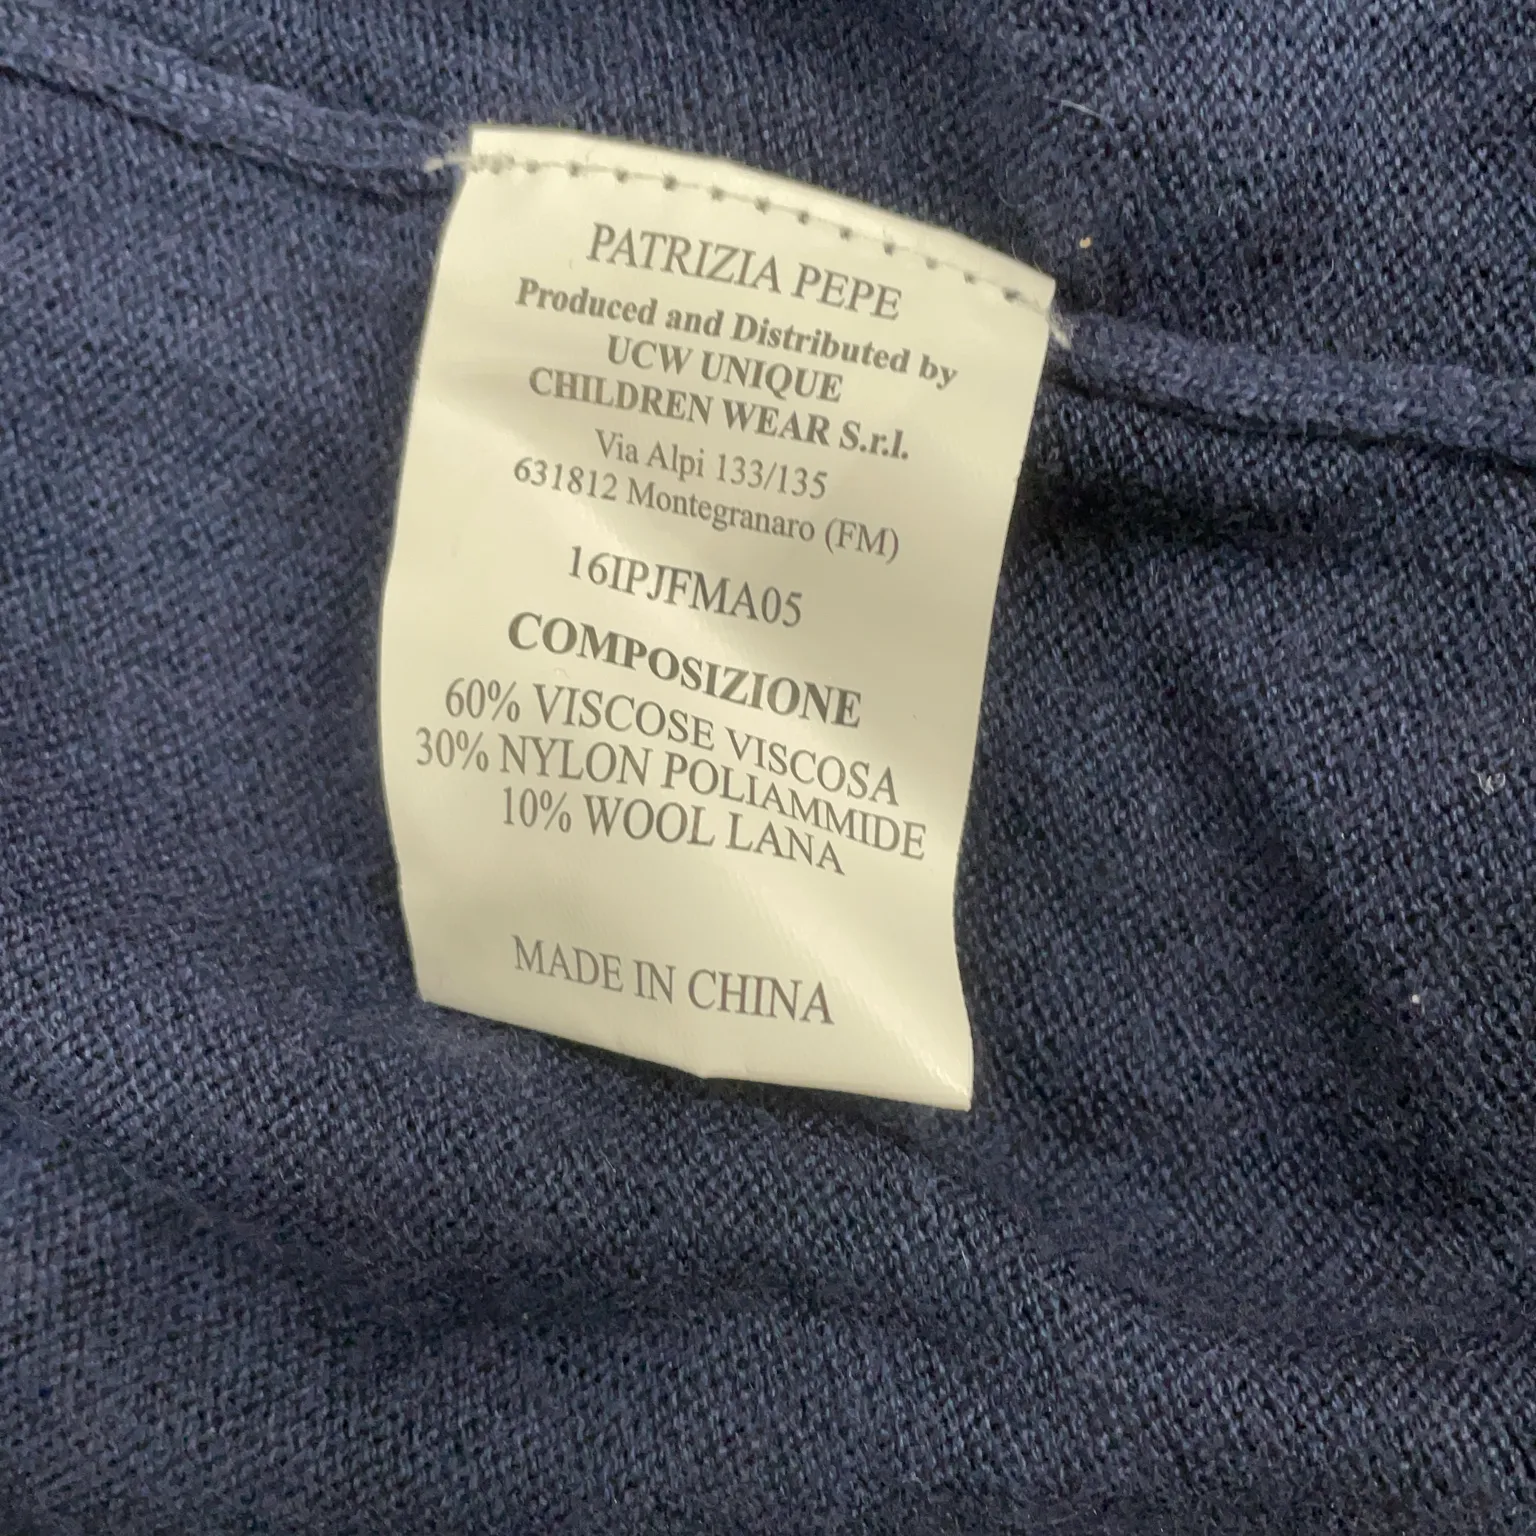 PATRIZIA PEPE
Produced and Distributed by
UCW UNIQUE
CHILDREN WEAR S.r.l.
Via Alpi 133/135
631812 Montegranaro (FM)
16IPJFMA05
COMPOSIZIONE
60% VISCOSE VISCOSA
30% NYLON POLIAMMIDE
10% WOOL LANA
MADE IN CHINA